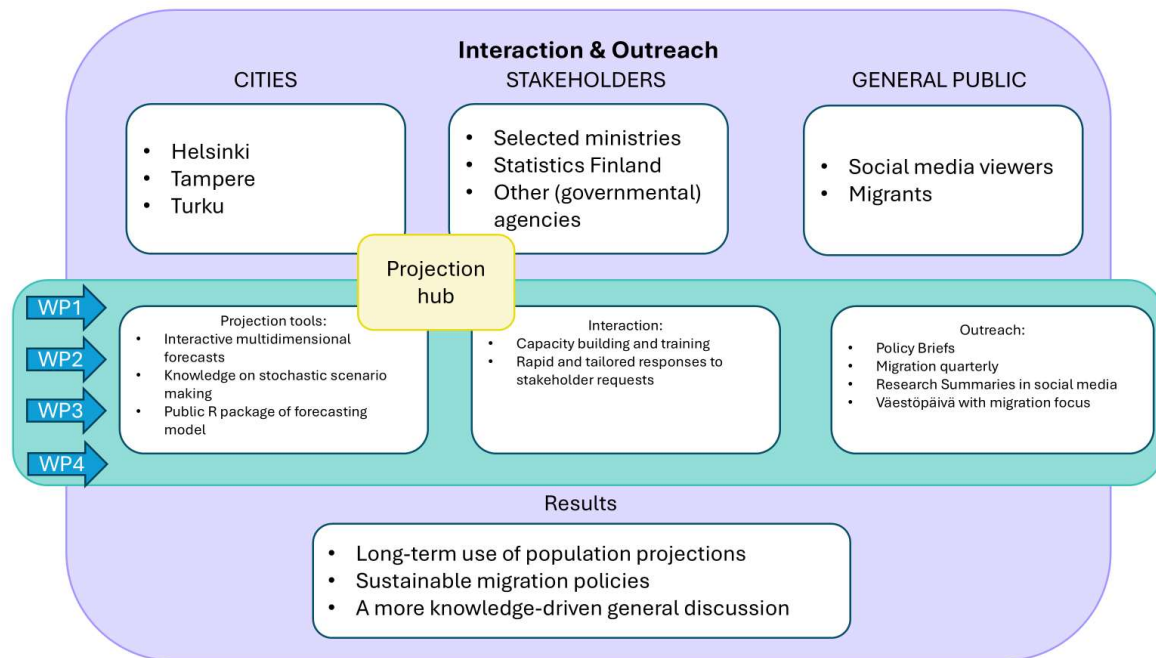 Interaction & Outreach
CITIES
STAKEHOLDERS
GENERAL PUBLIC
• Helsinki
• Tampere
• Turku
• Selected ministries
• Statistics Finland
• Other (governmental)
agencies
• Social media viewers
• Migrants
Projection
hub
WP1
WP2
WP3
WP4
Projection tools:
• Interactive multidimensional
forecasts
• Knowledge on stochastic scenario
making
• Public R package of forecasting
model
Interaction:
• Capacity building and training
• Rapid and tailored responses to
stakeholder requests
Outreach:
• Policy Briefs
• Migration quarterly
• Research Summaries in social media
• Väestöpäivä with migration focus
Results
• Long-term use of population projections
• Sustainable migration policies
• A more knowledge-driven general discussion